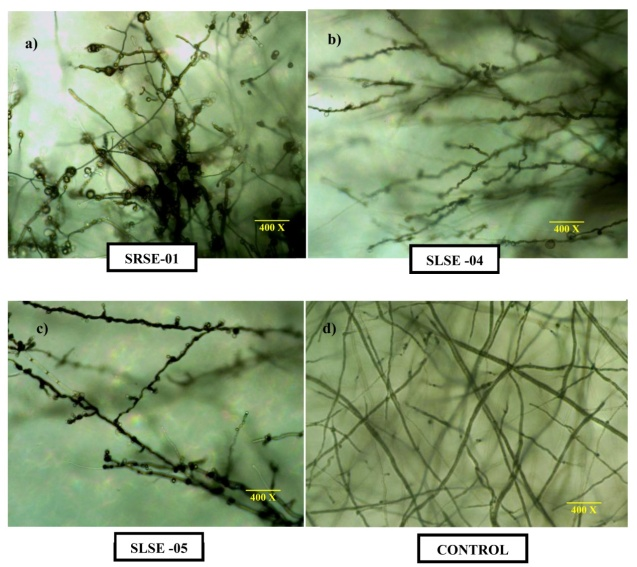 a)
400 X
SRSE-01
b)
400 X
SLSE -04
c)
400 X
SLSE -05
d)
400 X
CONTROL